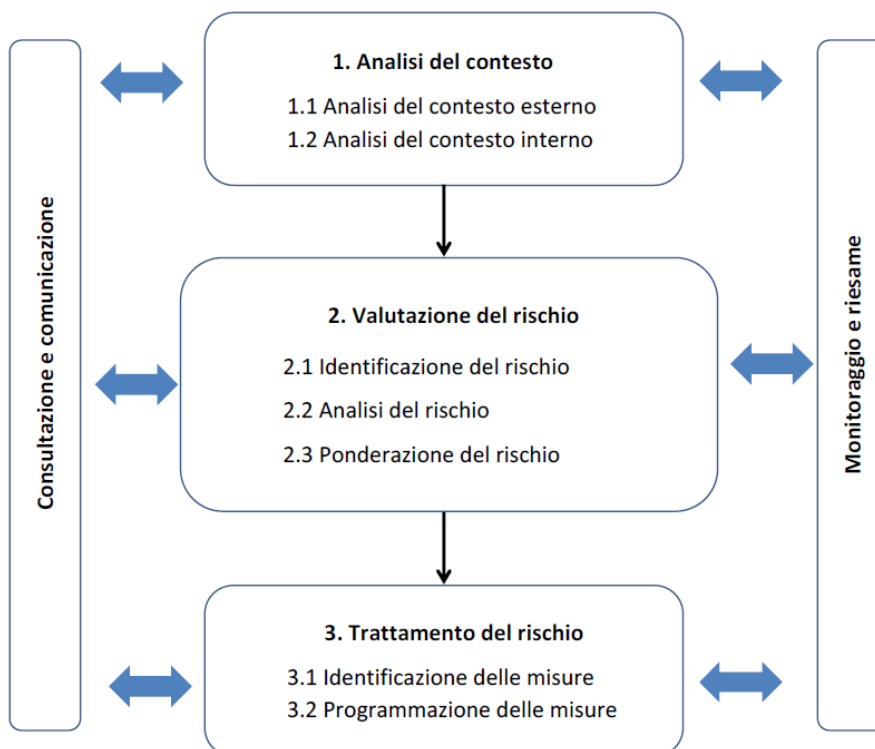 Consultazione e comunicazione
1. Analisi del contesto
1.1 Analisi del contesto esterno
1.2 Analisi del contesto interno
2. Valutazione del rischio
2.1 Identificazione del rischio
2.2 Analisi del rischio
2.3 Ponderazione del rischio
3. Trattamento del rischio
3.1 Identificazione delle misure
3.2 Programmazione delle misure
Monitoraggio e riesame